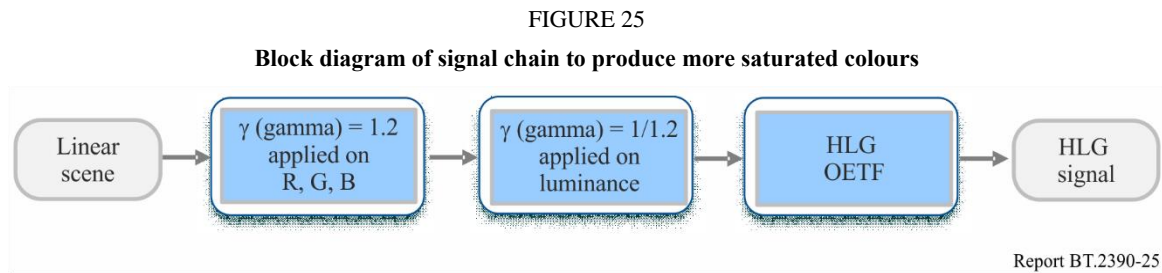 FIGURE 25
Block diagram of signal chain to produce more saturated colours
Linear
scene
γ (gamma) = 1.2
applied on
R, G, B
γ (gamma) = 1/1.2
applied on
luminance
HLG
OETF
HLG
signal
Report BT.2390-25